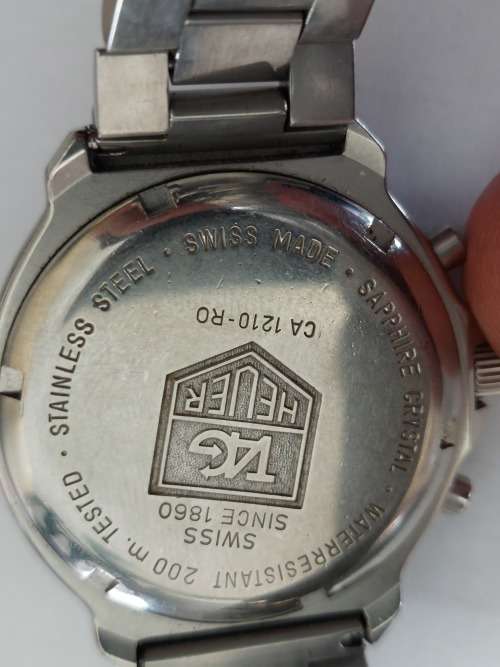 SWISS MADE · SAPPHIRE CRYSTAL · WATERRESISTANT 200 m. TESTED · STAINLESS STEEL ·
CA 1210-RO
TAG
HEUER
SWISS
SINCE 1860